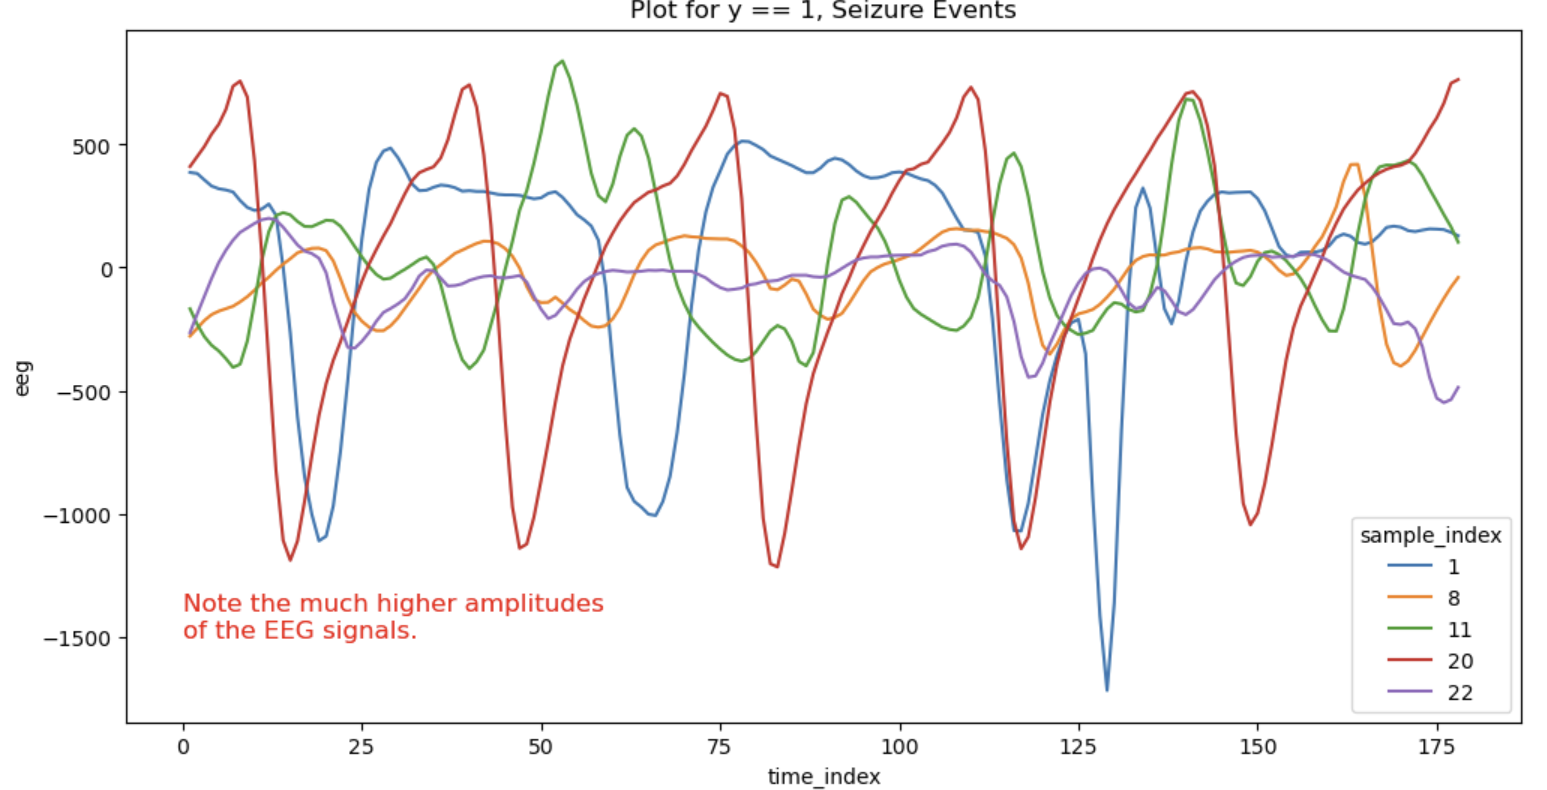 Plot for y == 1, Seizure Events
eeg
500
0
−500
−1000
−1500
Note the much higher amplitudes
of the EEG signals.
sample_index
1
8
11
20
22
0 25 50 75 100 125 150 175
time_index